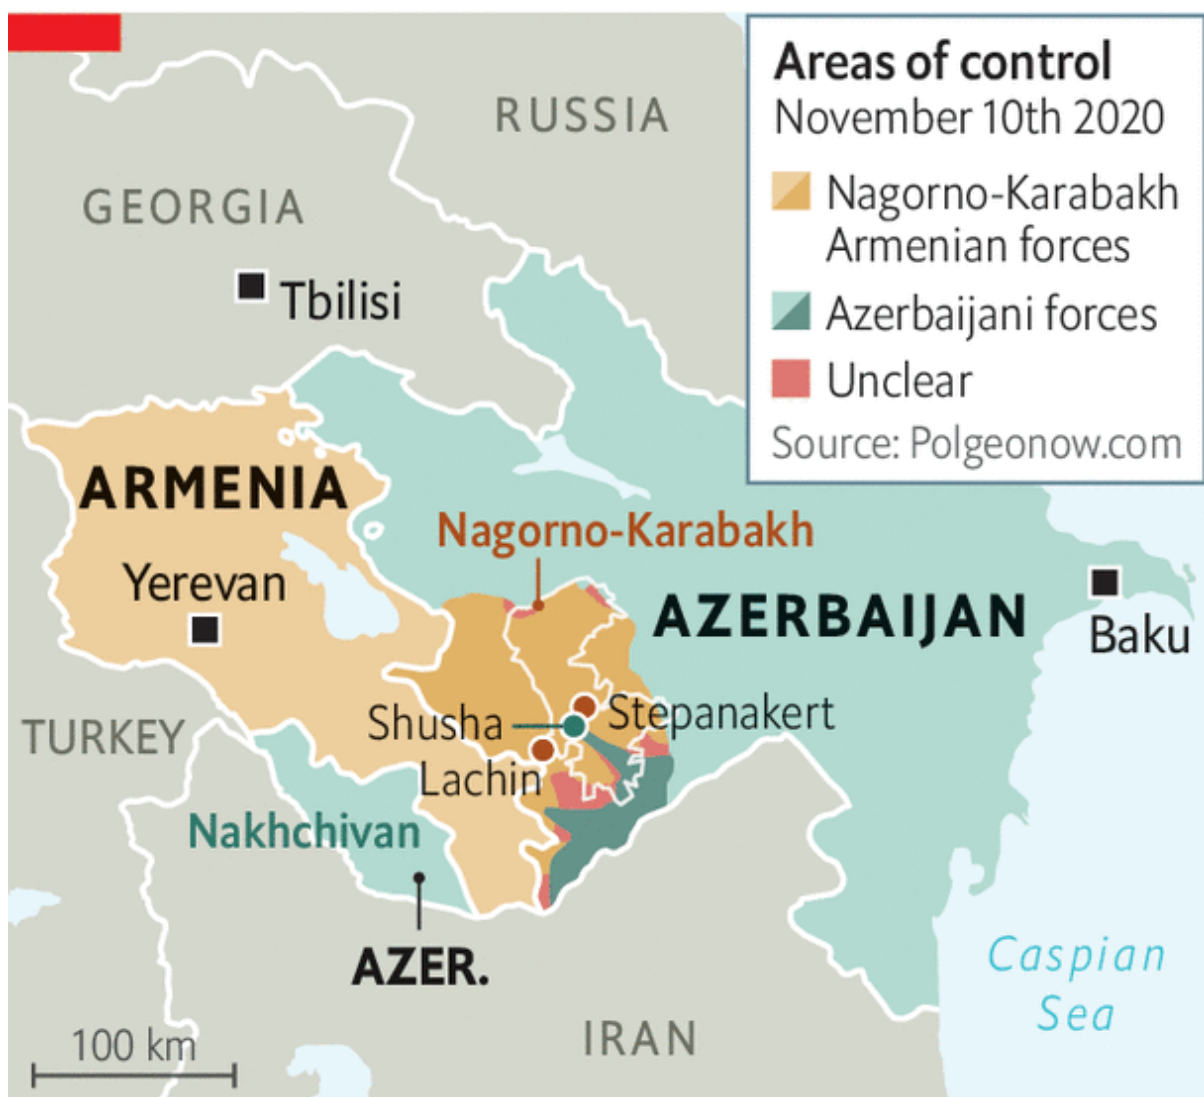 Areas of control
November 10th 2020
Nagorno-Karabakh
Armenian forces
Azerbaijani forces
Unclear
Source: Polgeonow.com
RUSSIA
GEORGIA
Tbilisi
ARMENIA
Nagorno-Karabakh
Yerevan
AZERBAIJAN
Baku
Shusha
Stepanakert
TURKEY
Lachin
Nakhchivan
AZER.
Caspian
Sea
IRAN
100 km